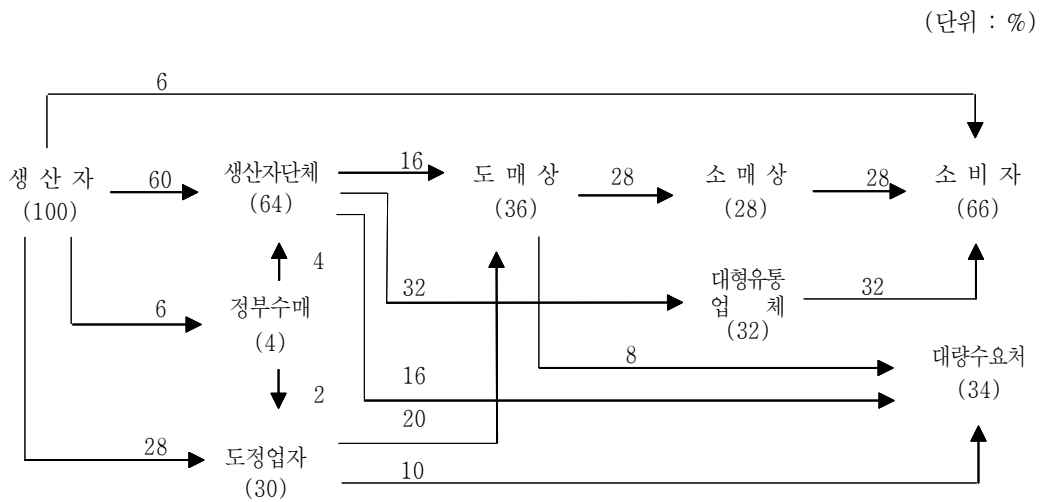 (단위 : %)
6
생 산 자
(100)
60
생산자단체
(64)
16
도 매 상
(36)
28
소 매 상
(28)
28
소 비 자
(66)
4
32
대형유통
업 체
(32)
32
6
정부수매
(4)
8
대량수요처
(34)
16
2
20
28
도정업자
(30)
10